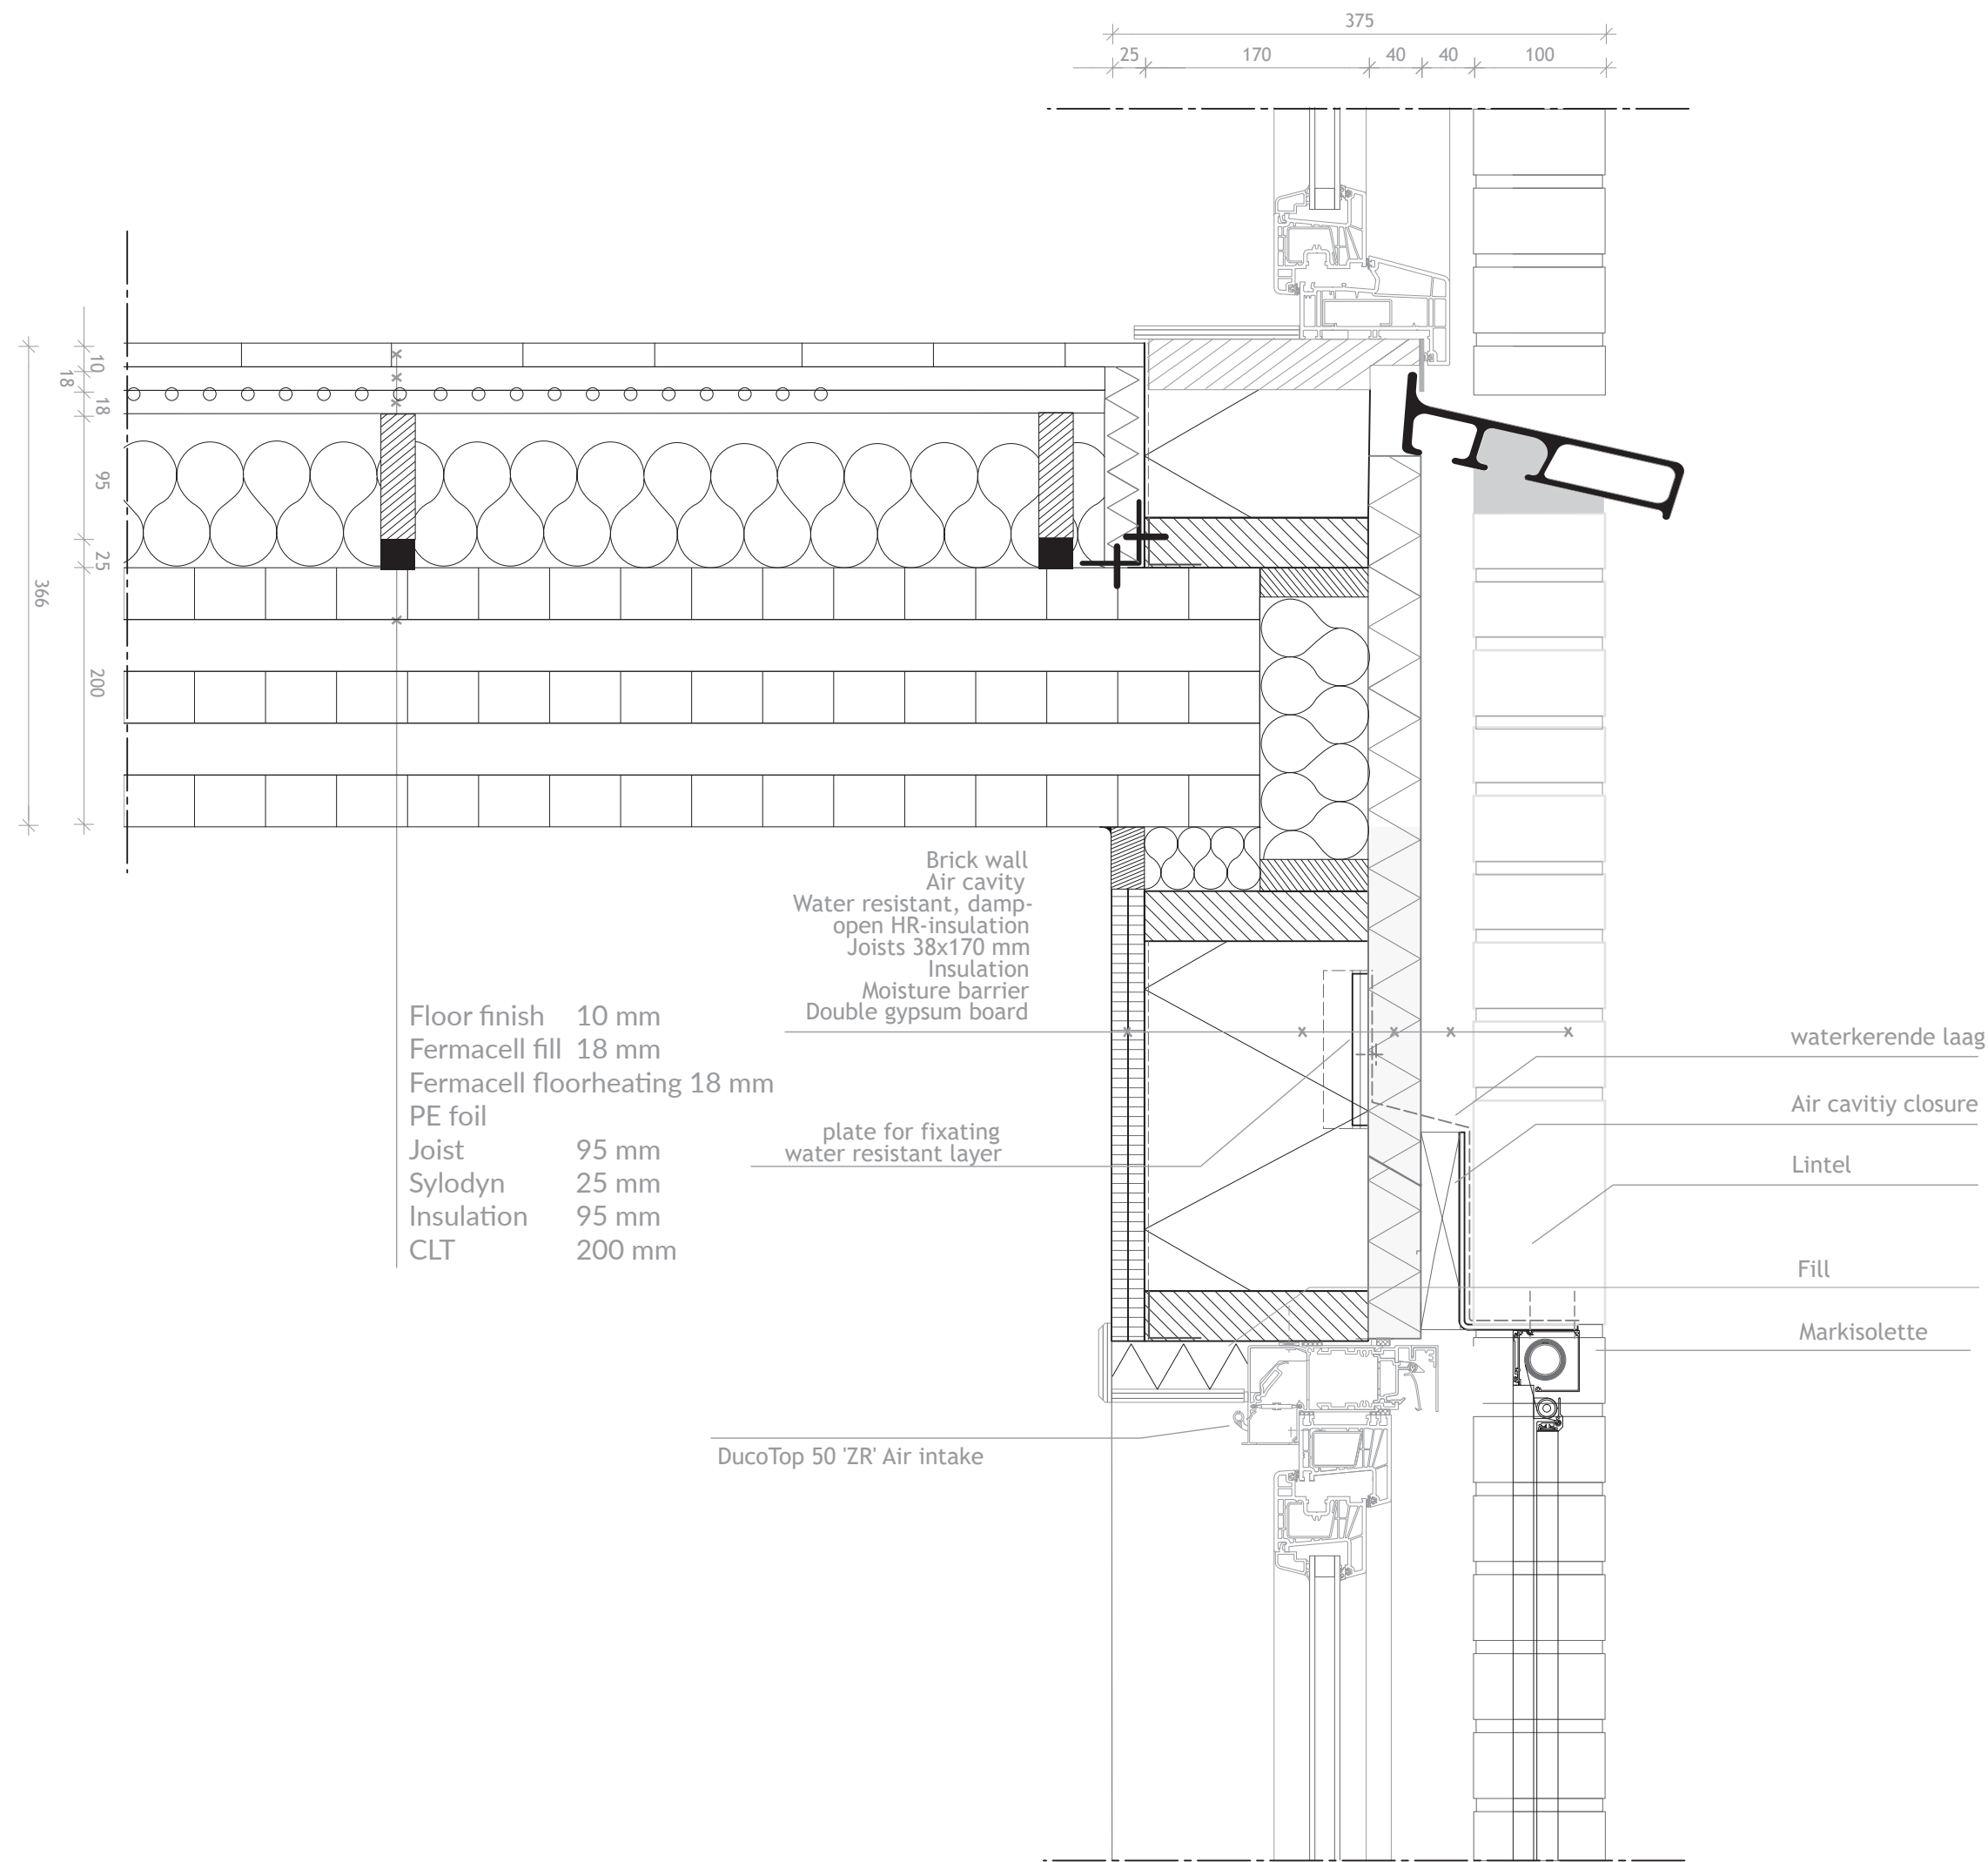 375
25 170 40 40 100
10
18
18
95
25
366
200
Brick wall
Air cavity
Water resistant, damp-
open HR-insulation
Joists 38x170 mm
Insulation
Moisture barrier
Double gypsum board
Floor finish 10 mm
Fermacell fill 18 mm
Fermacell floorheating 18 mm
PE foil
Joist 95 mm
Sylodyn 25 mm
Insulation 95 mm
CLT 200 mm
plate for fixating
water resistant layer
waterkerende laag
Air cavitiy closure
Lintel
Fill
Markisolette
DucoTop 50 'ZR' Air intake